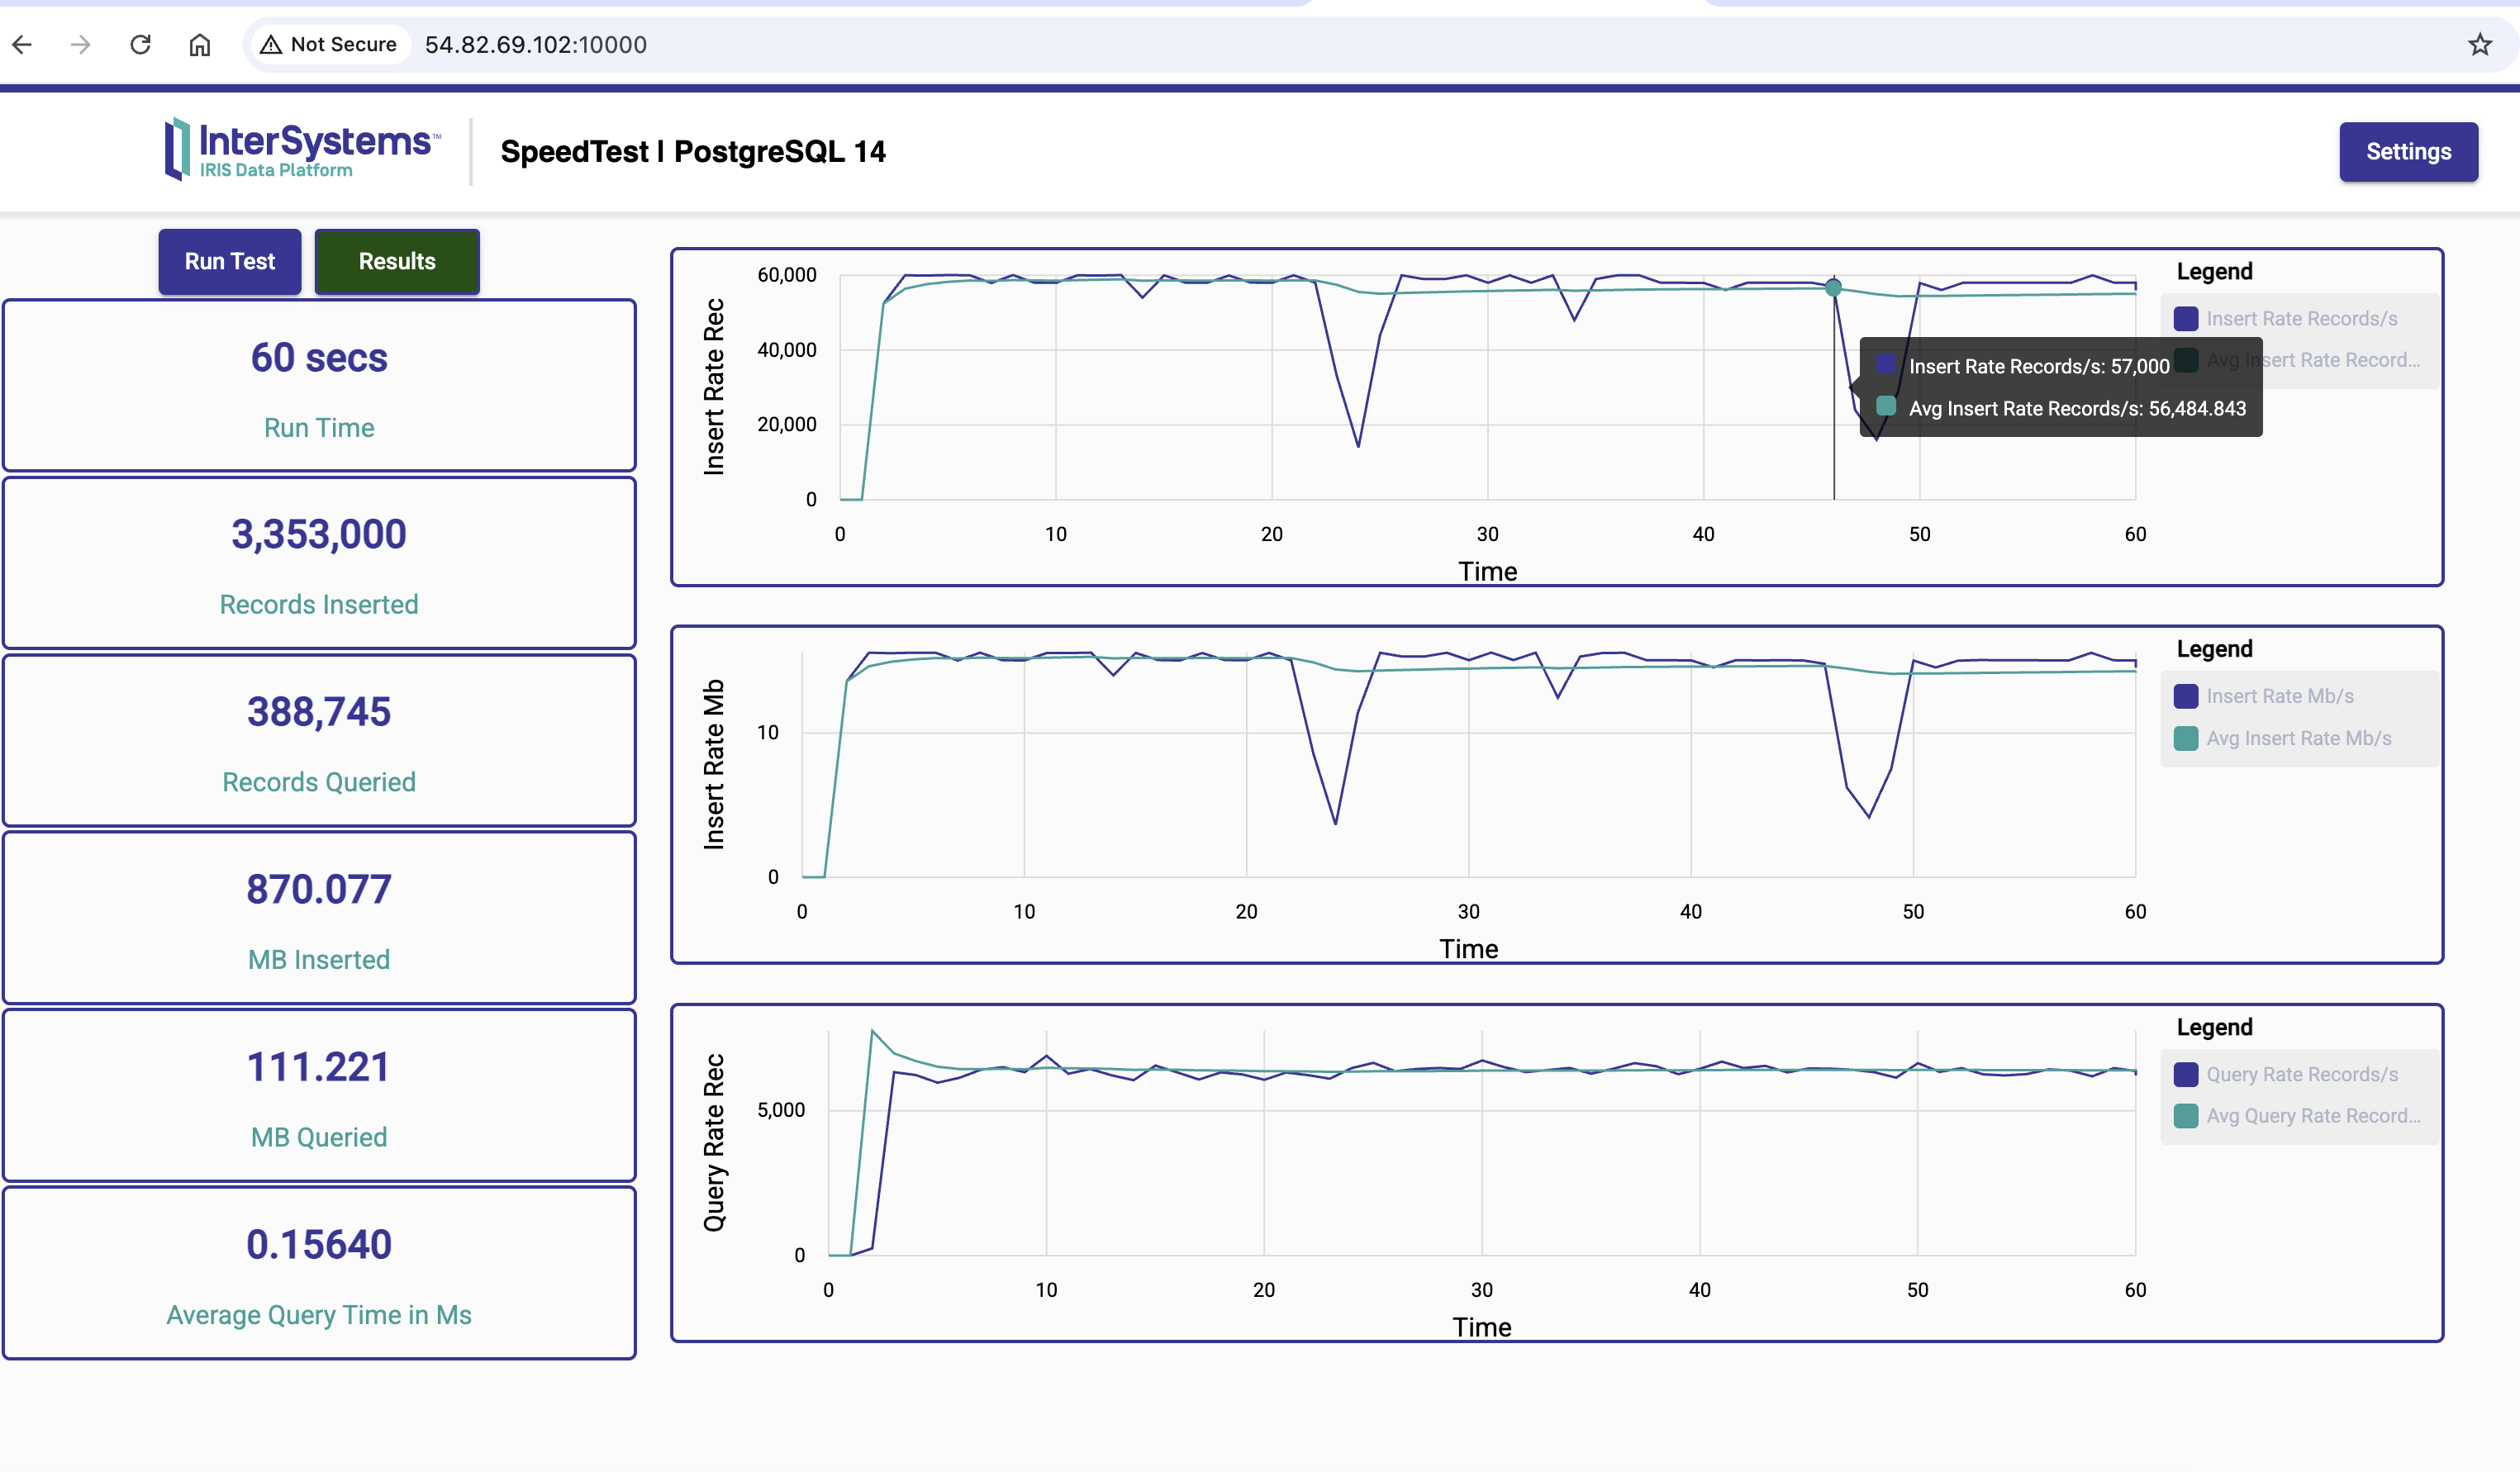 Not Secure 54.82.69.102:10000
InterSystems™
IRIS Data Platform
SpeedTest | PostgreSQL 14
Settings
Run Test
Results
60 secs
Run Time
3,353,000
Records Inserted
388,745
Records Queried
870.077
MB Inserted
111.221
MB Queried
0.15640
Average Query Time in Ms
Insert Rate Rec
60,000
40,000
20,000
0
0 10 20 30 40 50 60
Time
Legend
Insert Rate Records/s
Avg Insert Rate Record...
Insert Rate Records/s: 57,000
Avg Insert Rate Records/s: 56,484.843
Insert Rate Mb
10
0
0 10 20 30 40 50 60
Time
Legend
Insert Rate Mb/s
Avg Insert Rate Mb/s
Query Rate Rec
5,000
0
0 10 20 30 40 50 60
Time
Legend
Query Rate Records/s
Avg Query Rate Record...